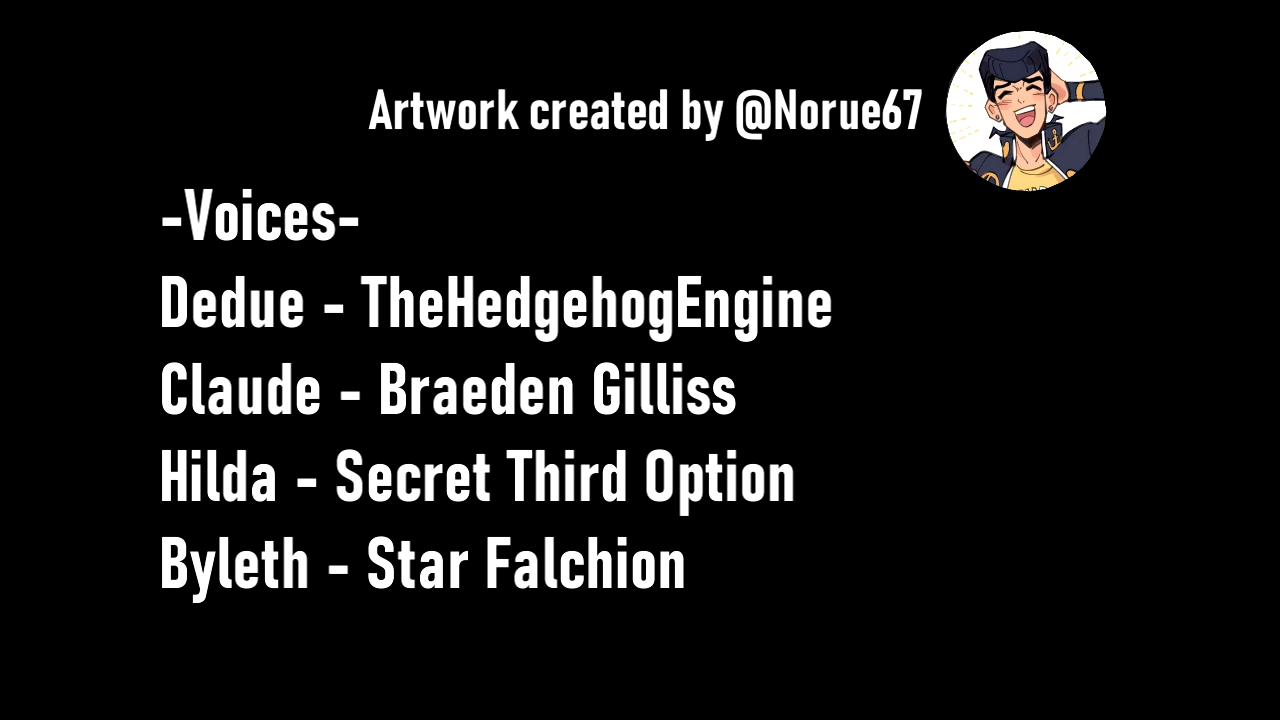 Artwork created by @Norue67
-Voices-
Dedue - TheHedgehogEngine
Claude - Braeden Gilliss
Hilda - Secret Third Option
Byleth - Star Falchion